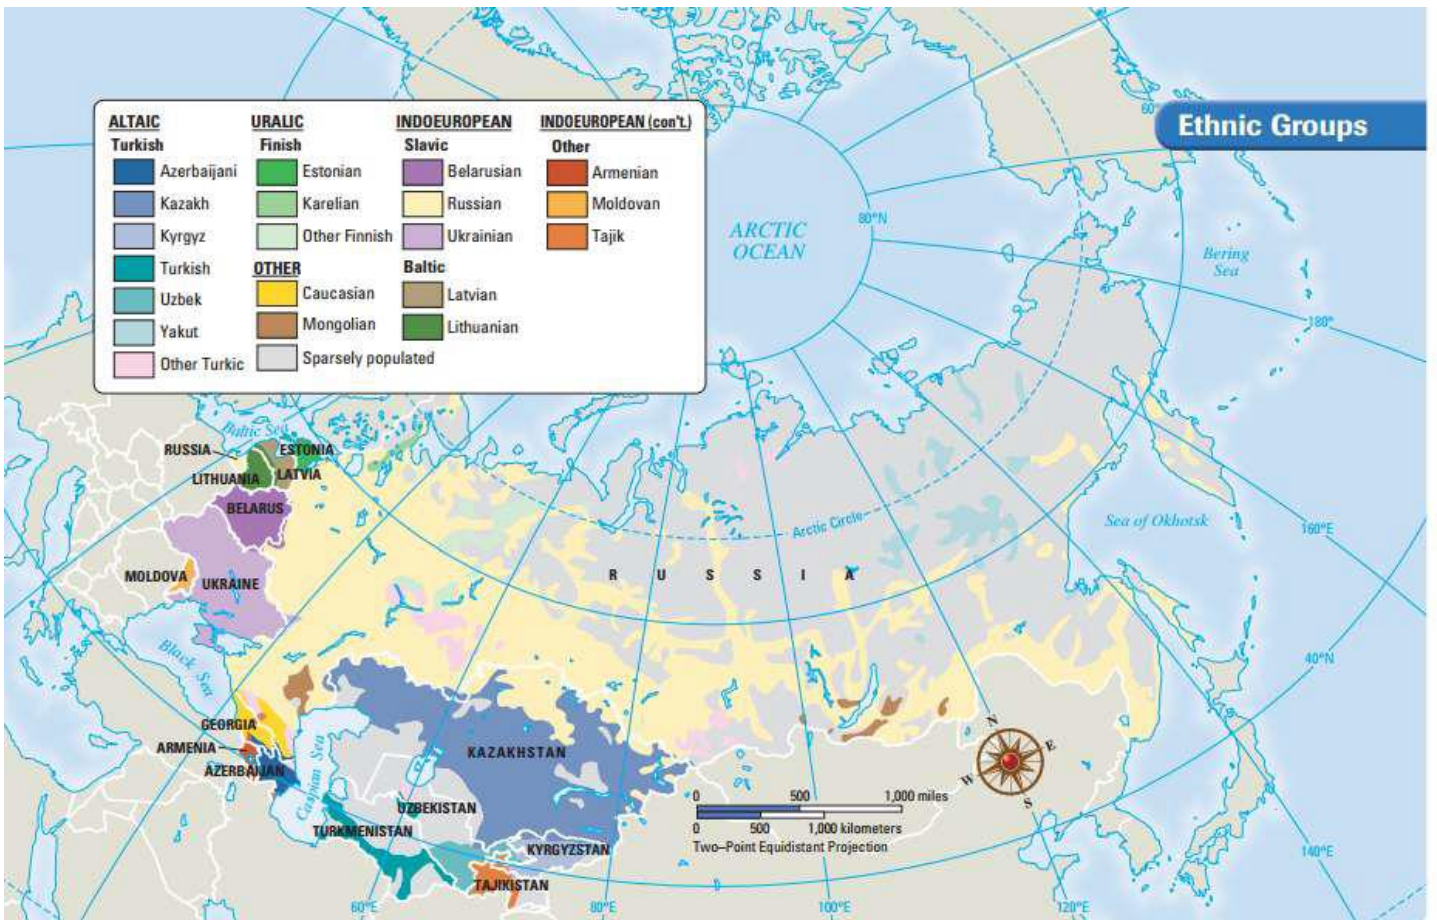 Ethnic Groups
ALTAIC
Turkish
Azerbaijani
Kazakh
Kyrgyz
Turkish
Uzbek
Yakut
Other Turkic
URALIC
Finish
Estonian
Karelian
Other Finnish
OTHER
Caucasian
Mongolian
Sparsely populated
INDOEUROPEAN
Slavic
Belarusian
Russian
Ukrainian
Baltic
Latvian
Lithuanian
INDOEUROPEAN (con't.)
Other
Armenian
Moldovan
Tajik
60°
80°N
ARCTIC
OCEAN
Bering
Sea
180°
Baltic Sea
RUSSIA
ESTONIA
LITHUANIA
LATVIA
BELARUS
Arctic Circle
Sea of Okhotsk
160°E
MOLDOVA
UKRAINE
RUSSIA
Black Sea
40°N
GEORGIA
ARMENIA
AZERBAIJAN
Caspian Sea
KAZAKHSTAN
UZBEKISTAN
TURKMENISTAN
KYRGYZSTAN
TAJIKISTAN
N
E
W
S
0 500 1,000 miles
0 500 1,000 kilometers
Two–Point Equidistant Projection
140°E
60°E
80°E
100°E
120°E